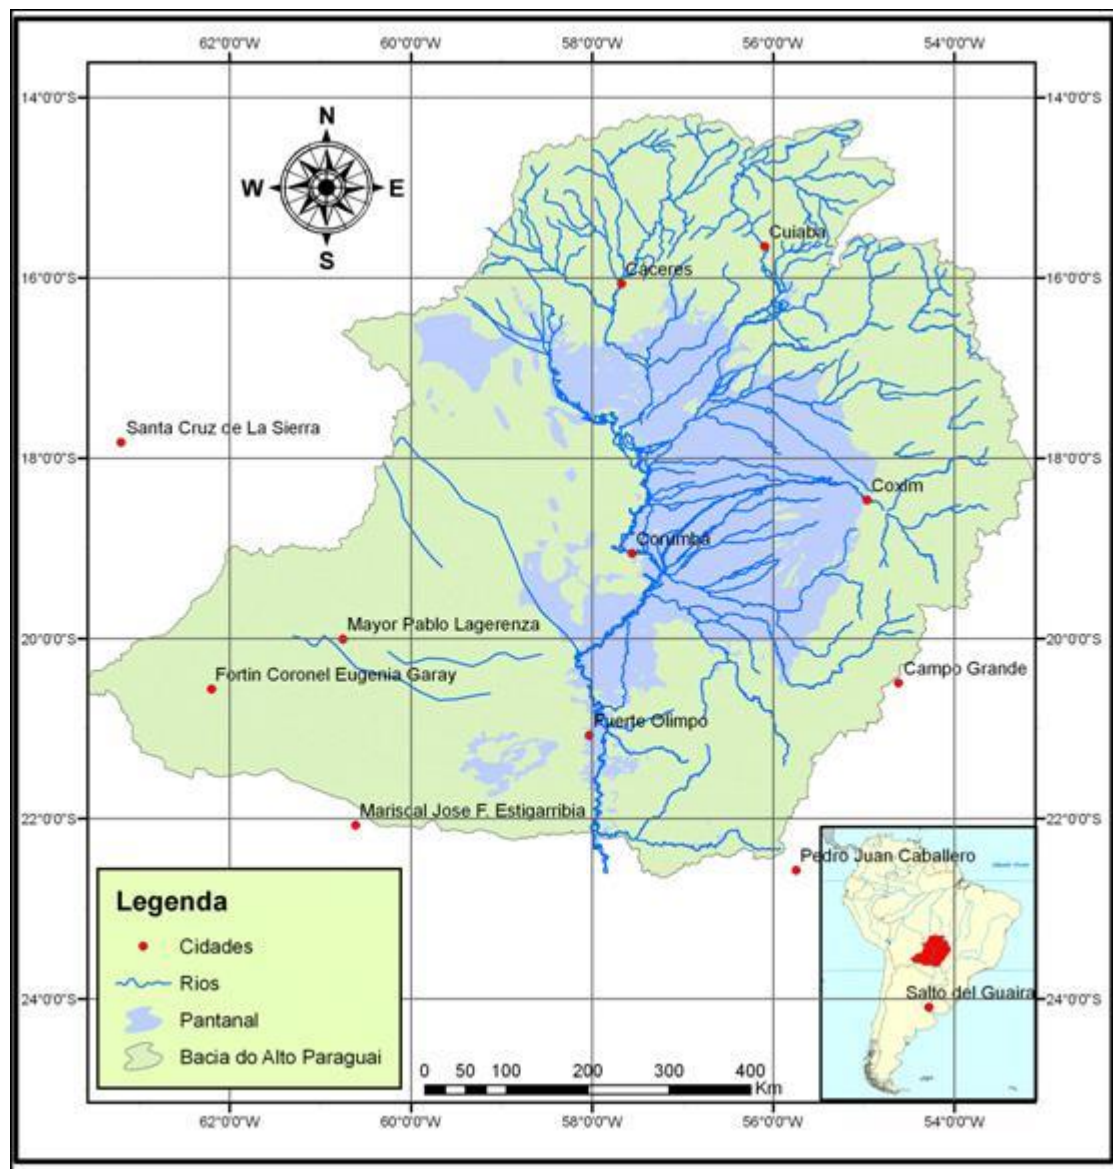 62°0'0"W 60°0'0"W 58°0'0"W 56°0'0"W 54°0'0"W
14°0'0"S 14°0'0"S
N
W E
S
Cuiaba
Cáceres
16°0'0"S 16°0'0"S
Santa Cruz de La Sierra
18°0'0"S 18°0'0"S
Coxim
Corumba
Mayor Pablo Lagerenza
20°0'0"S 20°0'0"S
Campo Grande
Fortin Coronel Eugenia Garay
Fuerte Olimpo
Mariscal Jose F. Estigarribia
22°0'0"S 22°0'0"S
Pedro Juan Caballero
Legenda
Cidades
Rios
Pantanal
Bacia do Alto Paraguai
Salto del Guaira
24°0'0"S 24°0'0"S
0 50 100 200 300 400
Km
62°0'0"W 60°0'0"W 58°0'0"W 56°0'0"W 54°0'0"W